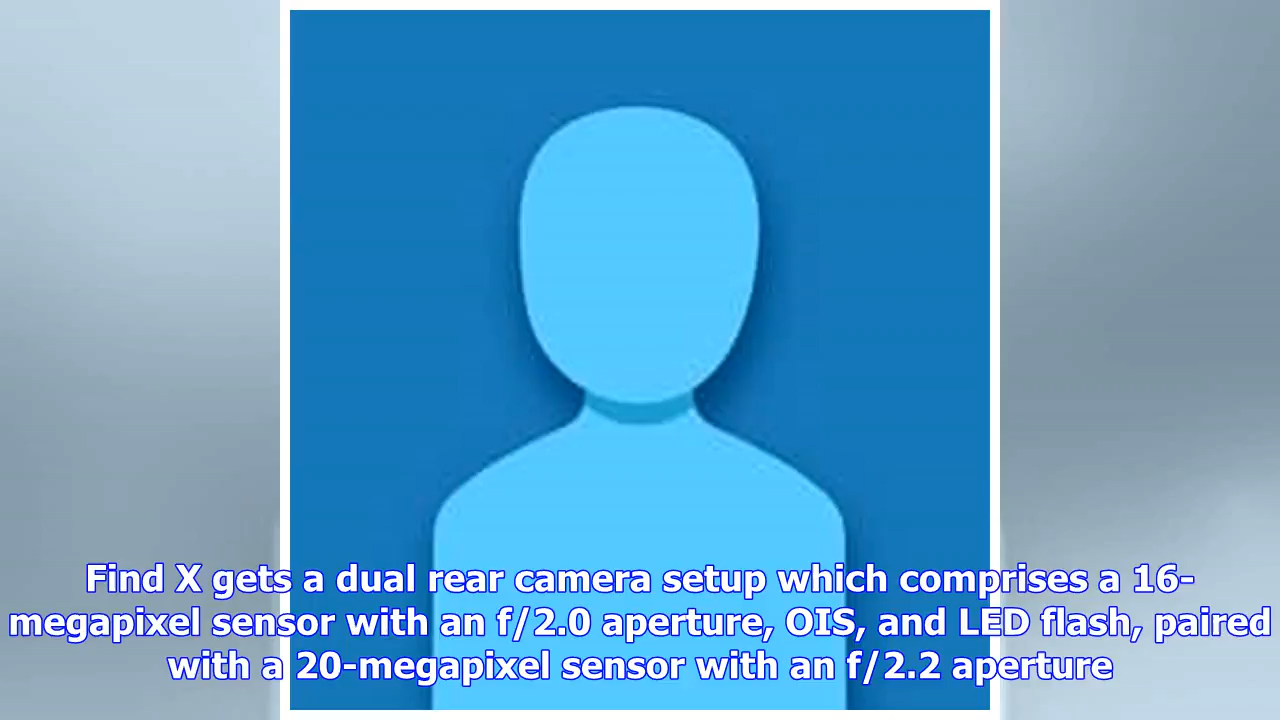 Find X gets a dual rear camera setup which comprises a 16-
megapixel sensor with an f/2.0 aperture, OIS, and LED flash, paired
with a 20-megapixel sensor with an f/2.2 aperture